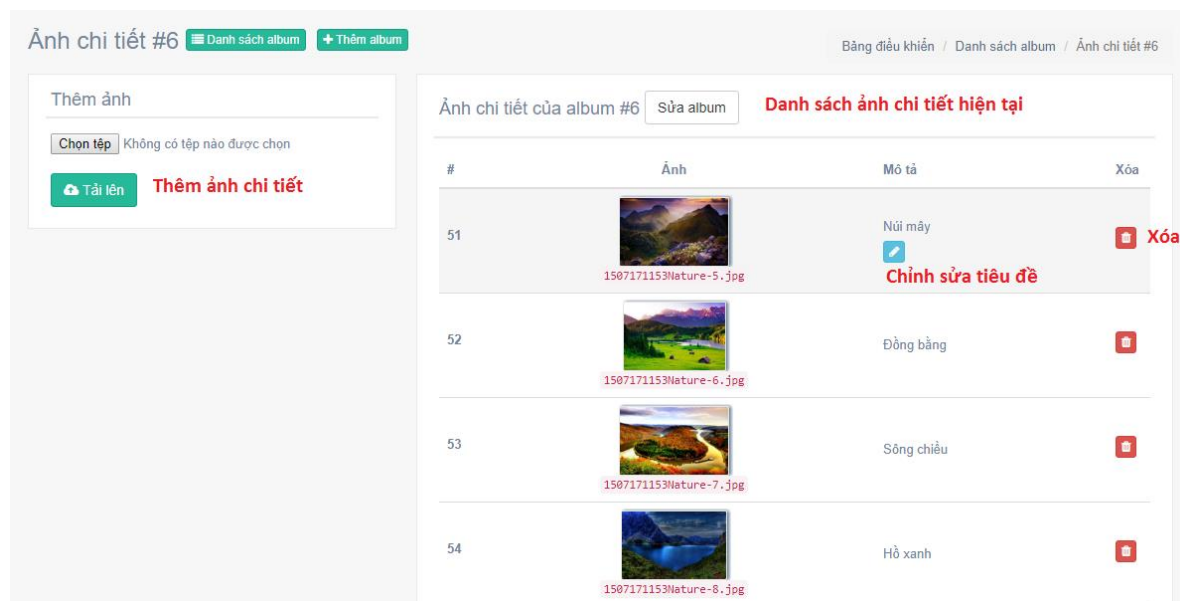 Ảnh chi tiết #6 Danh sách album + Thêm album
Bảng điều khiển / Danh sách album / Ảnh chi tiết #6
Thêm ảnh
Chọn tệp Không có tệp nào được chọn
Tải lên Thêm ảnh chi tiết
Ảnh chi tiết của album #6 Sửa album Danh sách ảnh chi tiết hiện tại
# Ảnh Mô tả Xóa
51 Núi mây Xóa
1507171153Nature-5.jpg Chỉnh sửa tiêu đề
52 Đồng bằng
1507171153Nature-6.jpg
53 Sông chiều
1507171153Nature-7.jpg
54 Hồ xanh
1507171153Nature-8.jpg